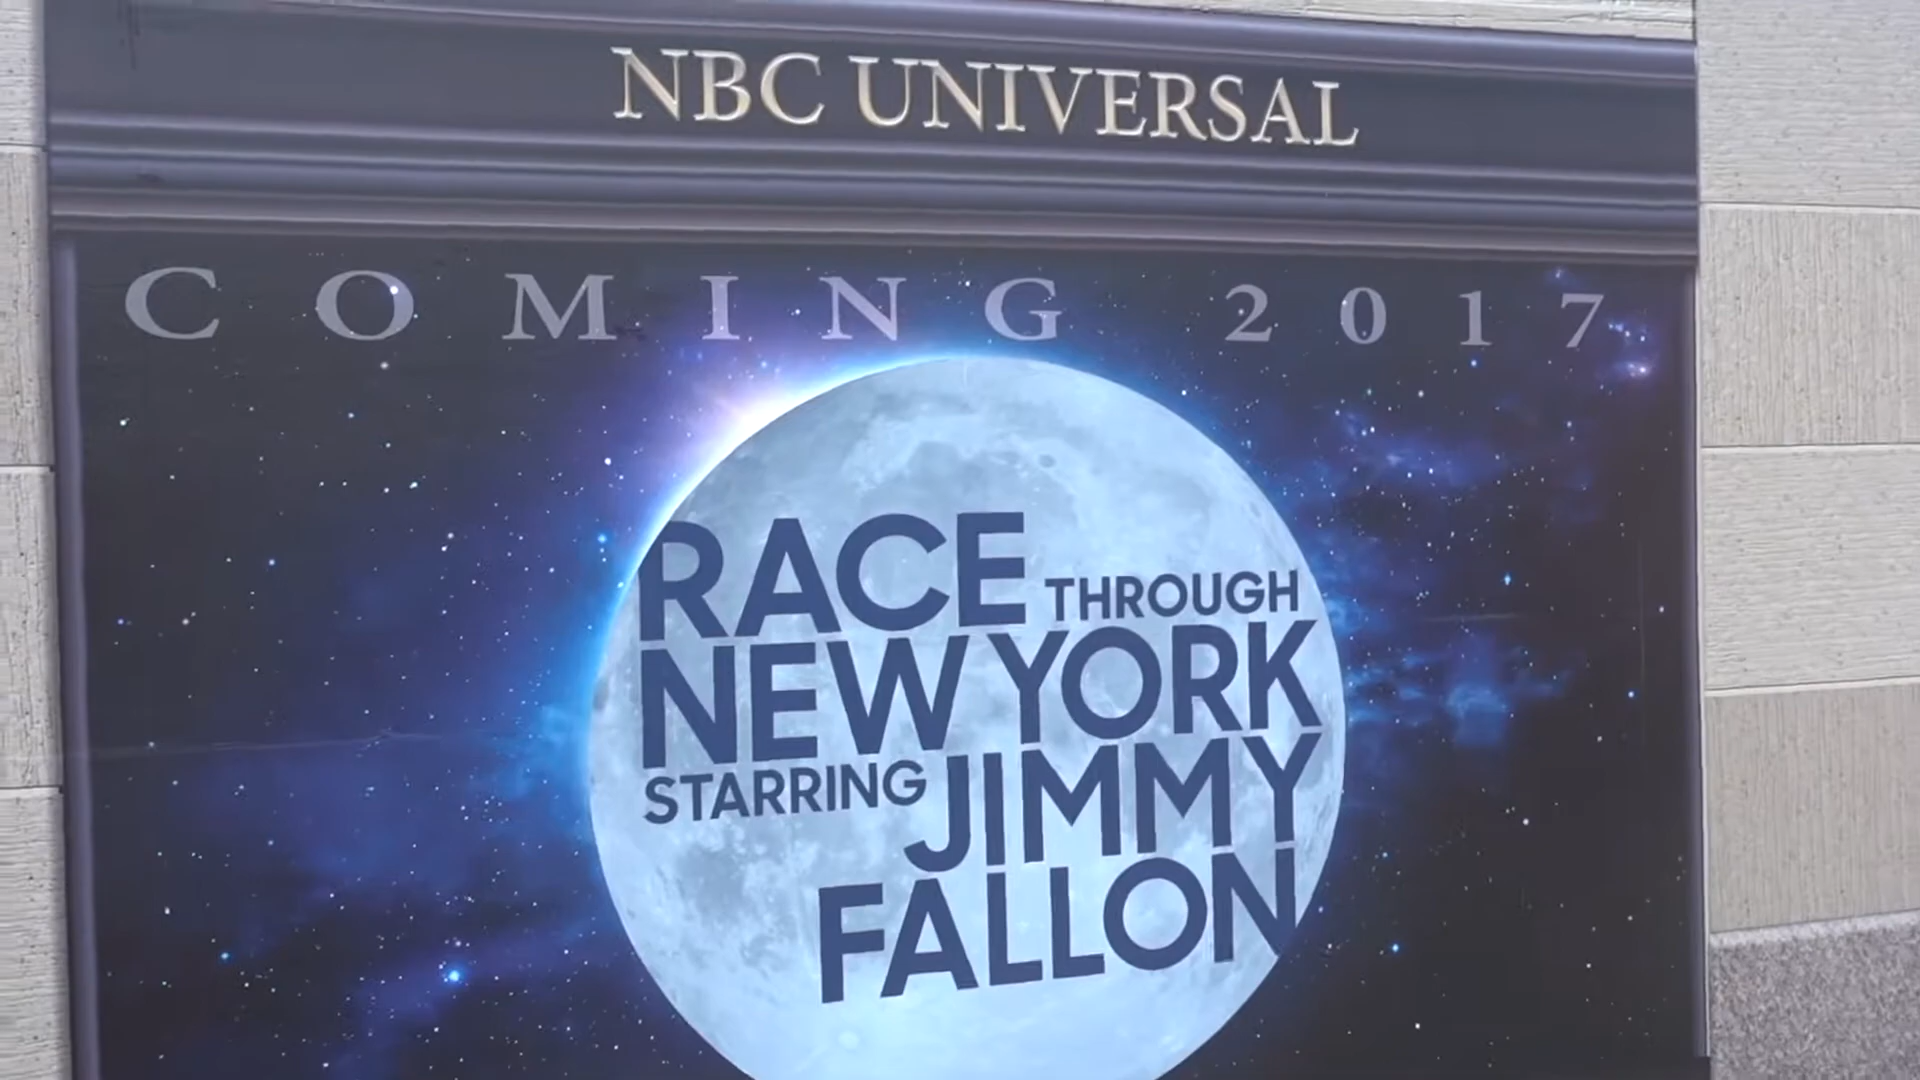 NBC UNIVERSAL
COMING 2017
RACE THROUGH
NEW YORK
STARRING JIMMY
FALLON